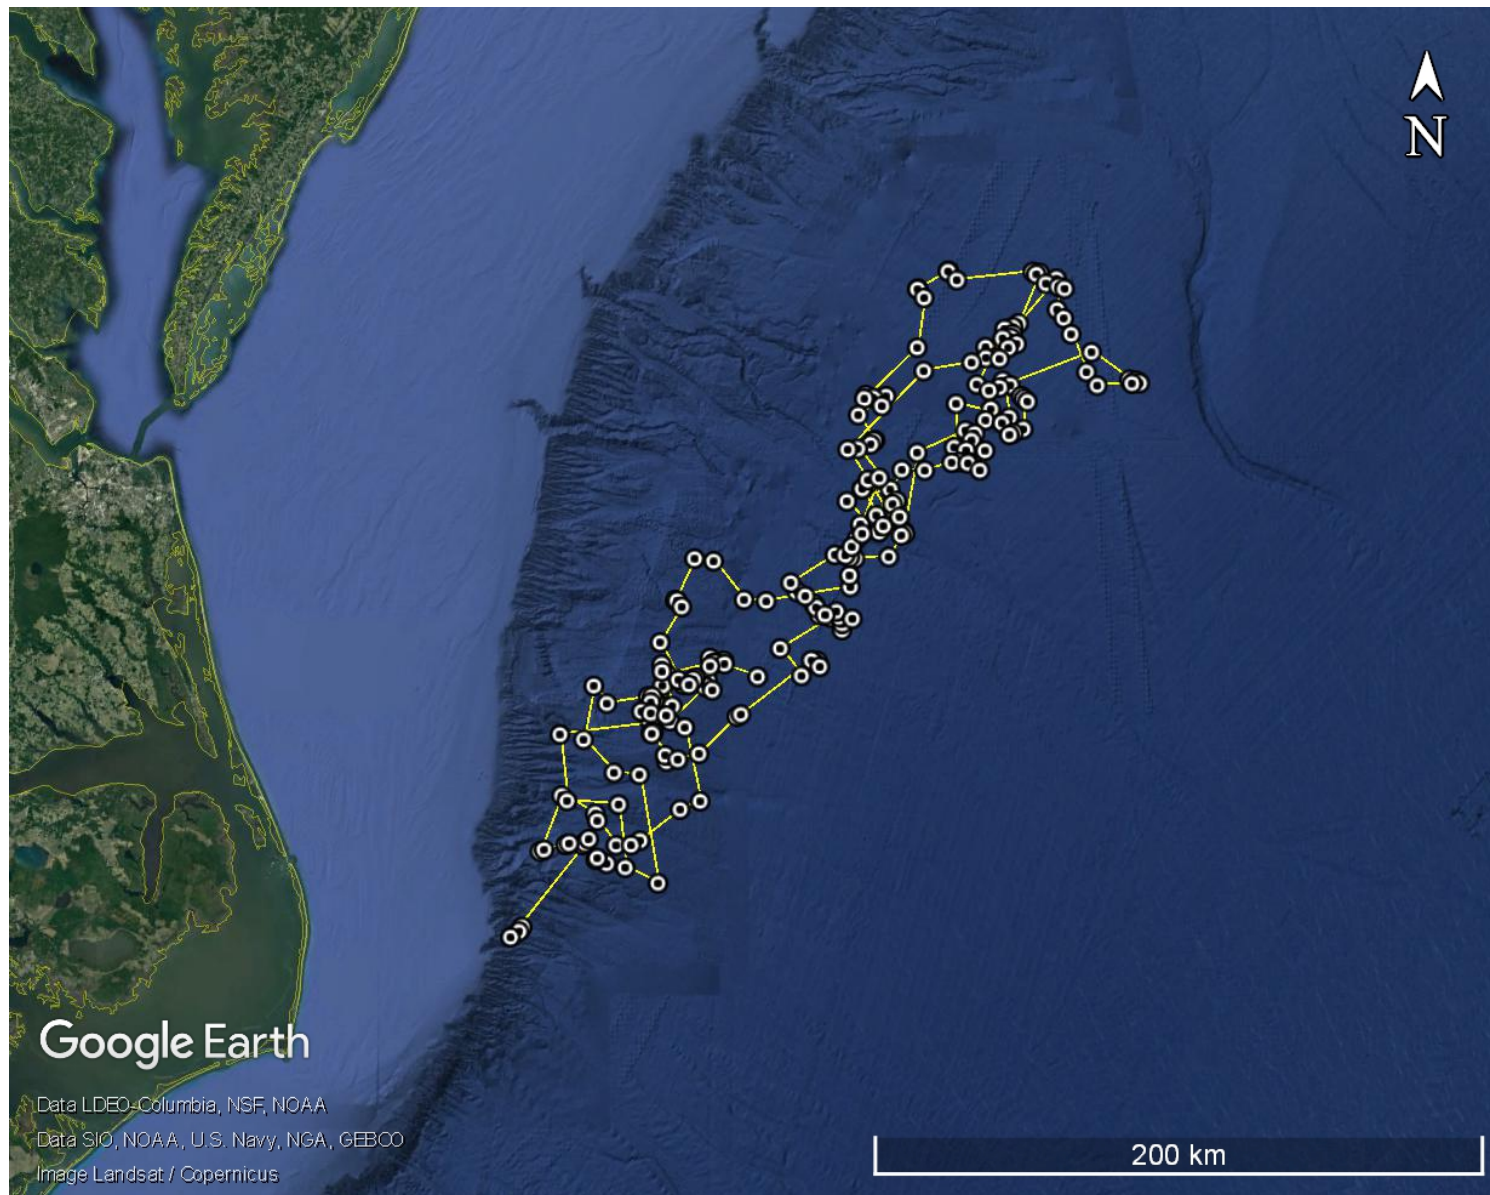 N
Google Earth
Data LDEO-Columbia, NSF, NOAA
Data SIO, NOAA, U.S. Navy, NGA, GEBCO
Image Landsat / Copernicus
200 km